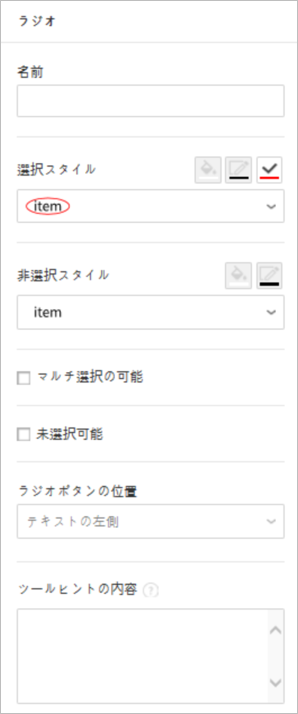 ラジオ
名前
選択スタイル
item
非選択スタイル
item
マルチ選択の可能
未選択可能
ラジオボタンの位置
テキストの左側
ツールヒントの内容 ?